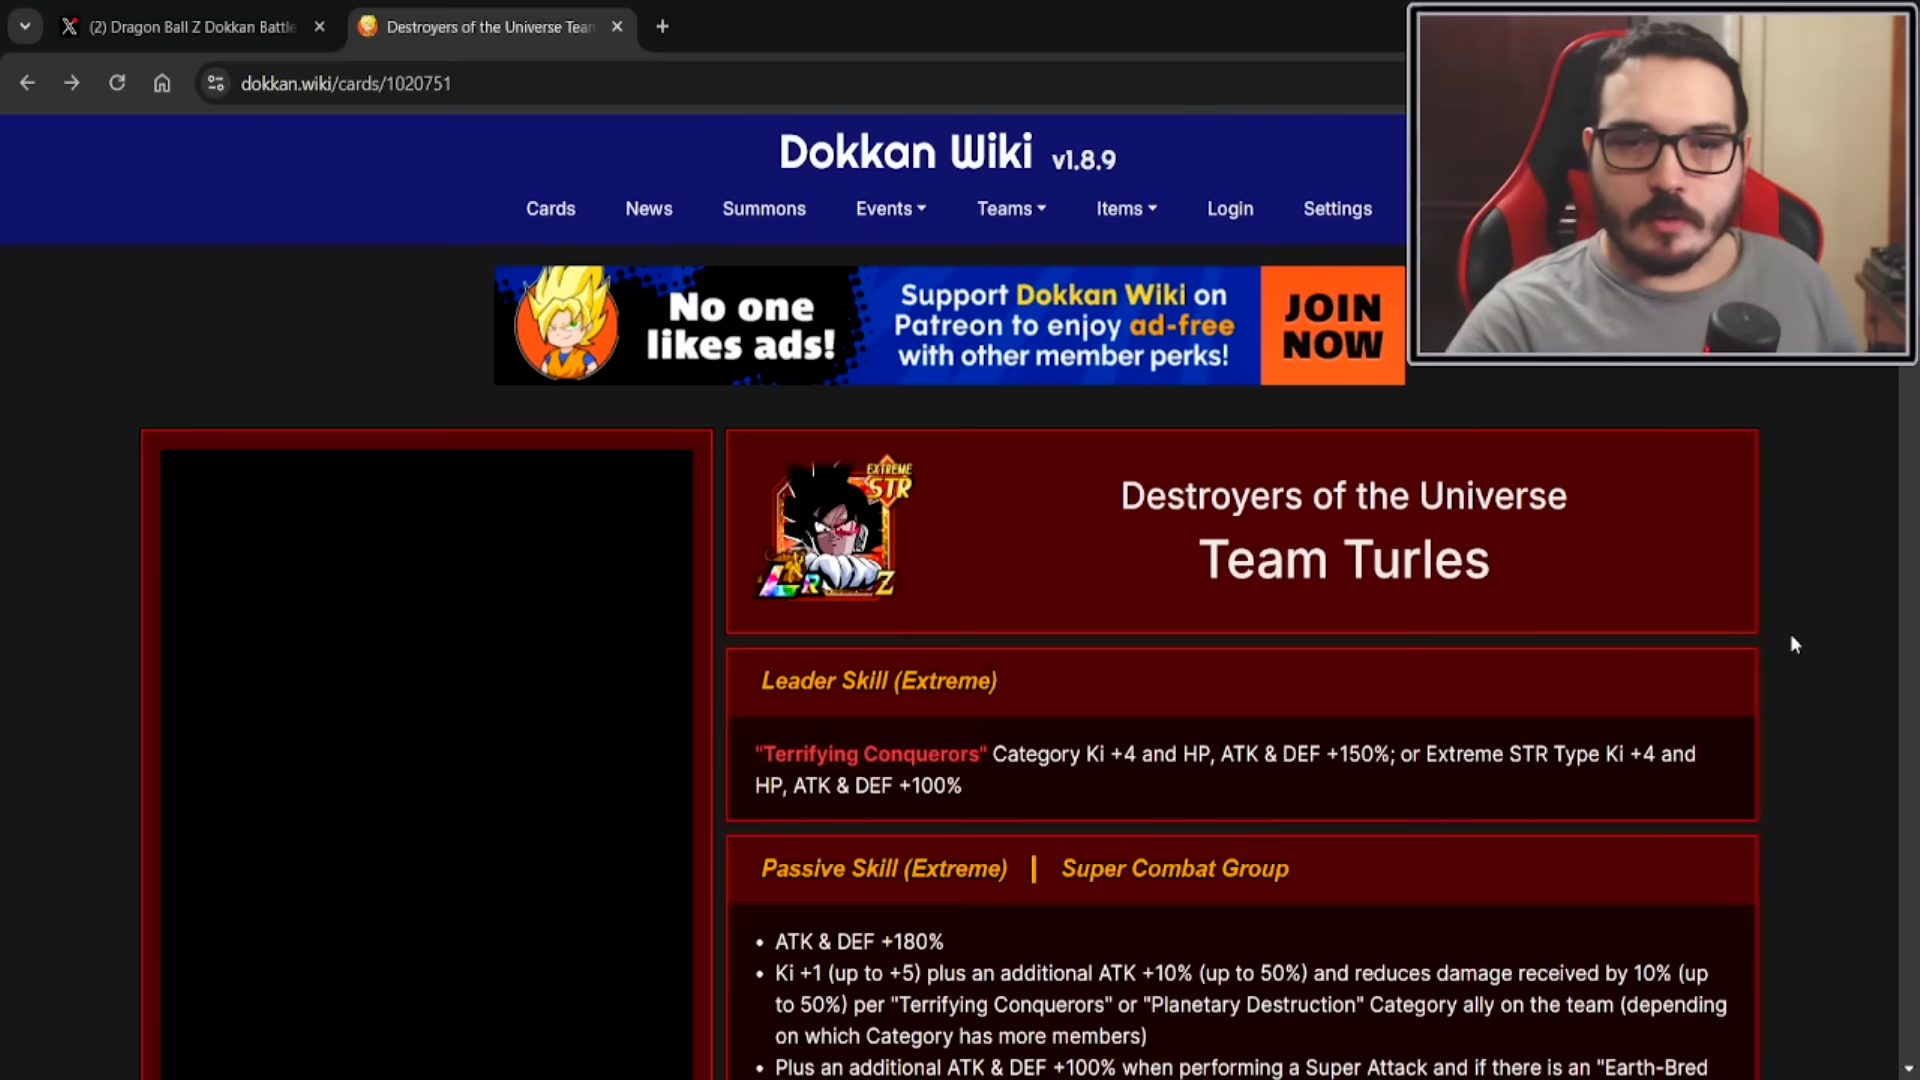 (2) Dragon Ball Z Dokkan Battle
Destroyers of the Universe Tea
dokkan.wiki/cards/1020751
Dokkan Wiki v1.8.9
Cards News Summons Events Teams Items Login Settings
No one
likes ads!
Support Dokkan Wiki on
Patreon to enjoy ad-free
with other member perks!
JOIN
NOW
EXTREME
STR
LR
Z
Destroyers of the Universe
Team Turles
Leader Skill (Extreme)
"Terrifying Conquerors" Category Ki +4 and HP, ATK & DEF +150%; or Extreme STR Type Ki +4 and
HP, ATK & DEF +100%
Passive Skill (Extreme) | Super Combat Group
• ATK & DEF +180%
• Ki +1 (up to +5) plus an additional ATK +10% (up to 50%) and reduces damage received by 10% (up
to 50%) per "Terrifying Conquerors" or "Planetary Destruction" Category ally on the team (depending
on which Category has more members)
• Plus an additional ATK & DEF +100% when performing a Super Attack and if there is an "Earth-Bred